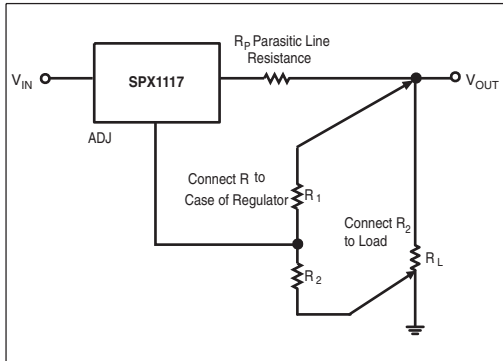 R_P Parasitic Line
Resistance
V_IN
SPX1117
V_OUT
ADJ
Connect R to
Case of Regulator
R_1
Connect R_2
to Load
R_2
R_L